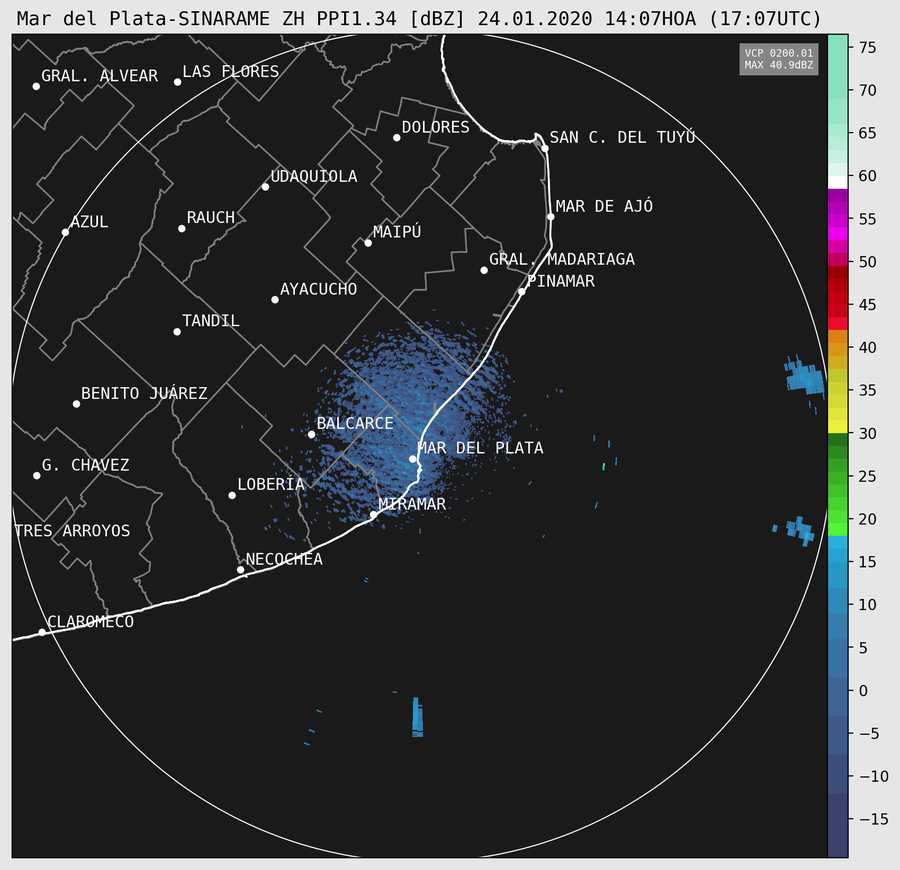 Mar del Plata-SINARAME ZH PPI1.34 [dBZ] 24.01.2020 14:07HOA (17:07UTC)
VCP 0200.01
MAX 40.9dBZ
GRAL. ALVEAR
LAS FLORES
DOLORES
SAN C. DEL TUYÚ
UDAQUIOLA
MAR DE AJÓ
AZUL
RAUCH
MAIPÚ
GRAL. MADARIAGA
PINAMAR
AYACUCHO
TANDIL
BENITO JUÁREZ
BALCARCE
MAR DEL PLATA
G. CHAVEZ
LOBERÍA
MIRAMAR
TRES ARROYOS
NECOCHEA
CLAROMECO
75
70
65
60
55
50
45
40
35
30
25
20
15
10
5
0
−5
−10
−15